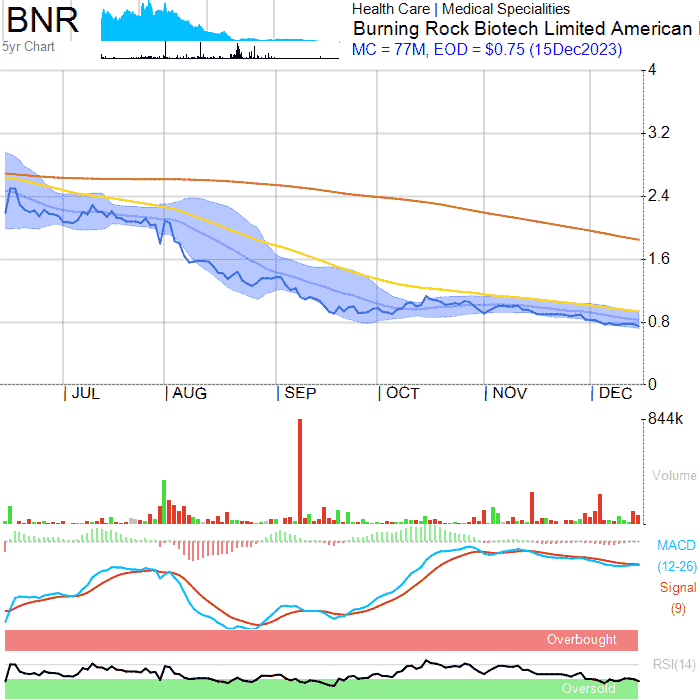 BNR
5yr Chart
Health Care | Medical Specialities
Burning Rock Biotech Limited American
MC = 77M, EOD = $0.75 (15Dec2023)
4
3.2
2.4
1.6
0.8
0
JUL
AUG
SEP
OCT
NOV
DEC
844k
Volume
MACD
(12-26)
Signal
(9)
Overbought
RSI(14)
Oversold